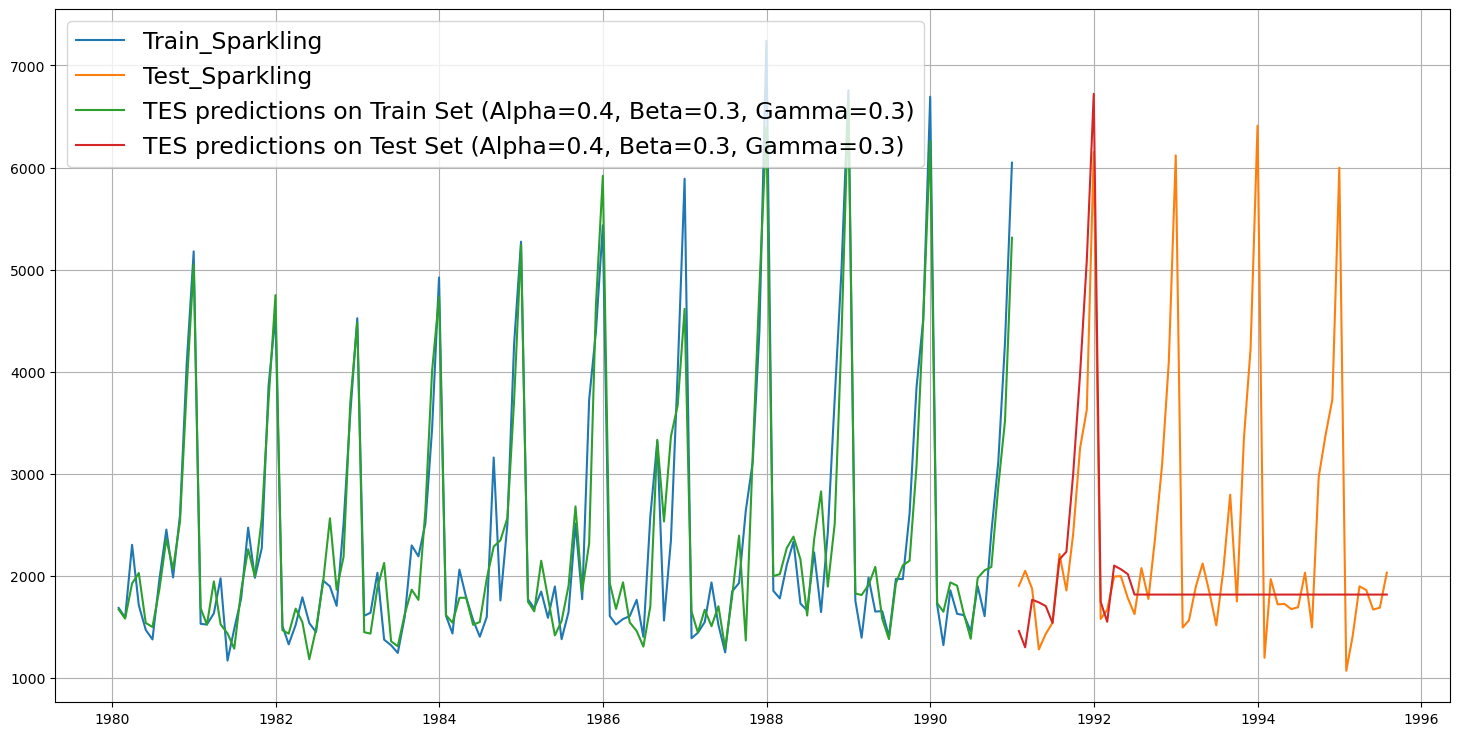 Train_Sparkling
Test_Sparkling
TES predictions on Train Set (Alpha=0.4, Beta=0.3, Gamma=0.3)
TES predictions on Test Set (Alpha=0.4, Beta=0.3, Gamma=0.3)
7000
6000
5000
4000
3000
2000
1000
1980 1982 1984 1986 1988 1990 1992 1994 1996